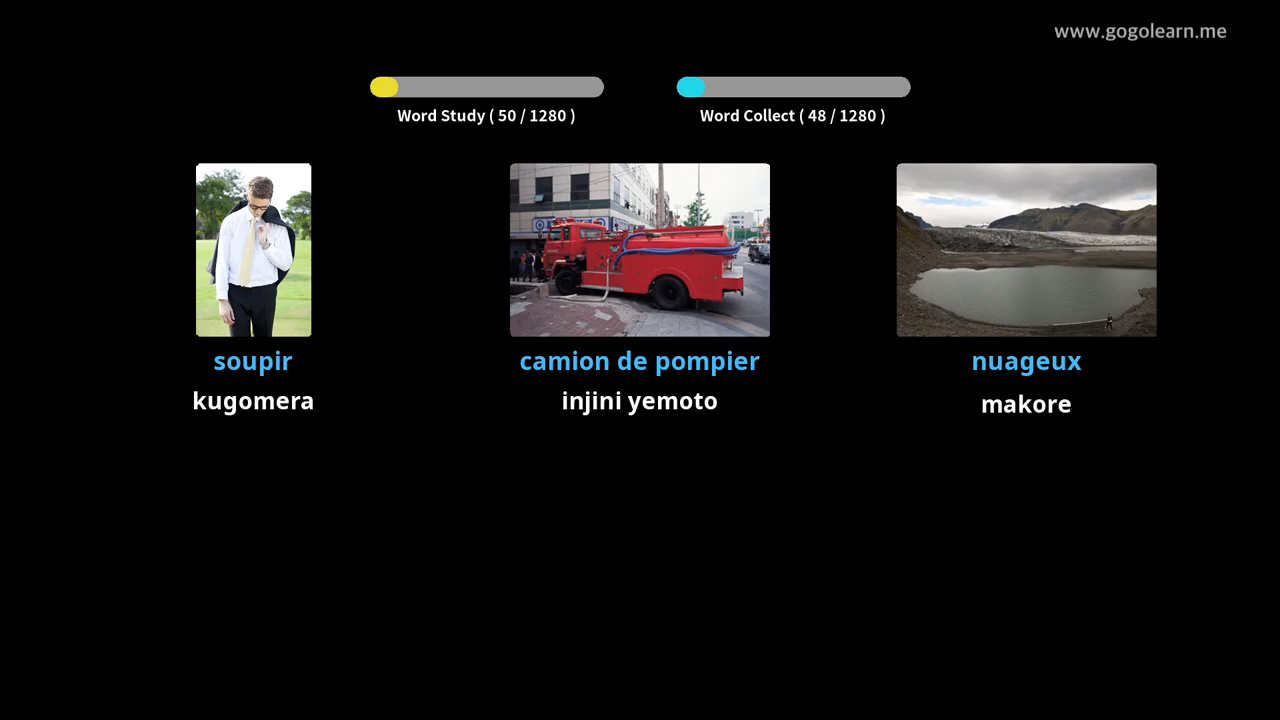 www.gogolearn.me
Word Study ( 50 / 1280 )
Word Collect ( 48 / 1280 )
soupir
kugomera
camion de pompier
injini yemoto
nuageux
makore